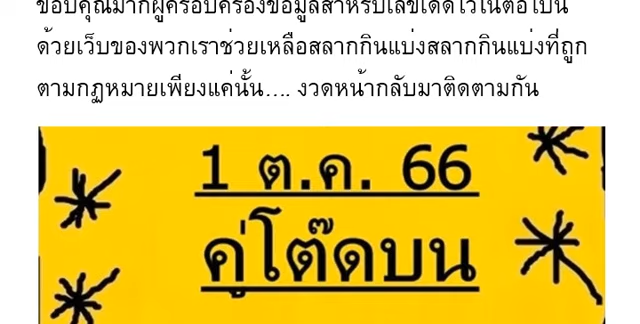 ขอบคุณมากผู้ครอบครองข้อมูลสำหรับเลขเด็ดไว้ในต่อไปนี้
ด้วยเว็บของพวกเราช่วยเหลือสลากกินแบ่งสลากกินแบ่งที่ถูก
ตามกฏหมายเพียงแค่นั้น…. งวดหน้ากลับมาติดตามกัน
1 ต.ค. 66
คู่โต๊ดบน